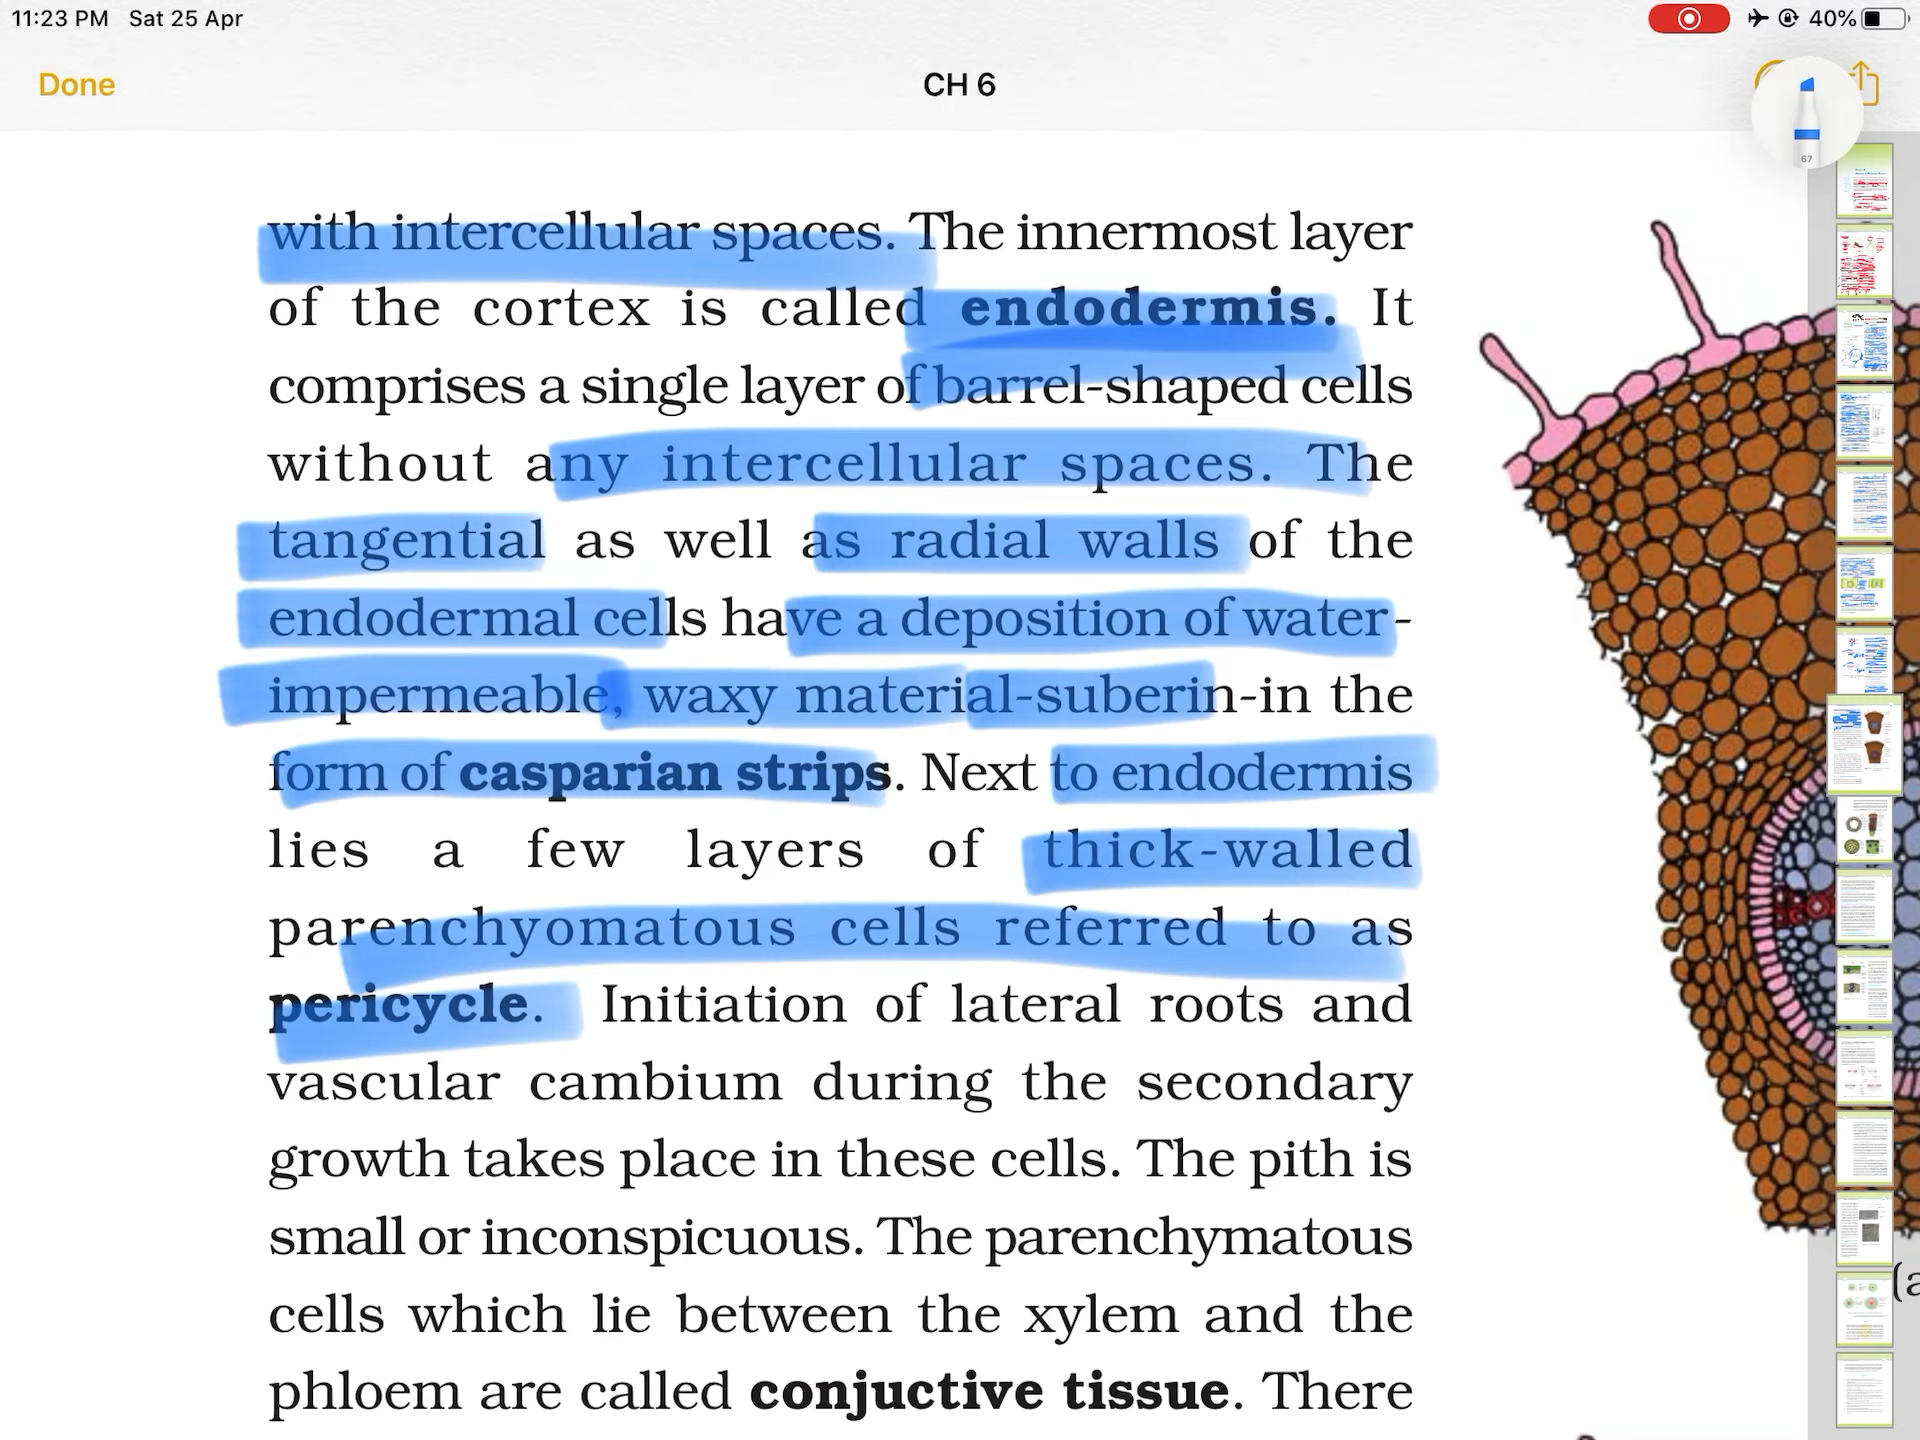 11:23 PM Sat 25 Apr
40%
Done
CH 6
67
with intercellular spaces. The innermost layer
of the cortex is called endodermis. It
comprises a single layer of barrel-shaped cells
without any intercellular spaces. The
tangential as well as radial walls of the
endodermal cells have a deposition of water-
impermeable, waxy material-suberin-in the
form of casparian strips. Next to endodermis
lies a few layers of thick-walled
parenchyomatous cells referred to as
pericycle. Initiation of lateral roots and
vascular cambium during the secondary
growth takes place in these cells. The pith is
small or inconspicuous. The parenchymatous
cells which lie between the xylem and the
phloem are called conjuctive tissue. There
(a